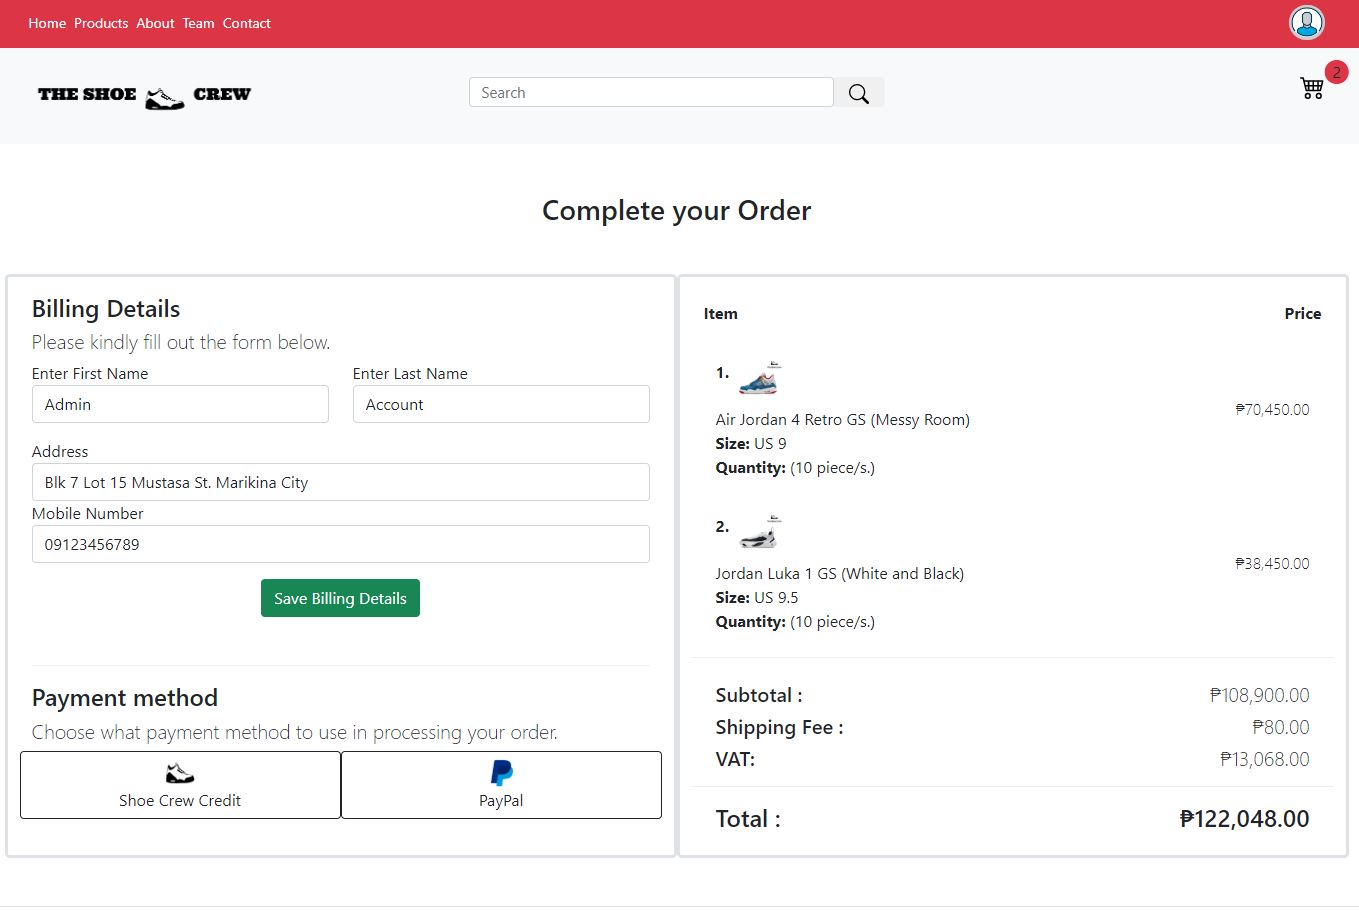 Home Products About Team Contact
THE SHOE CREW
Search
2
Complete your Order
Billing Details
Please kindly fill out the form below.
Enter First Name
Enter Last Name
Admin
Account
Address
Blk 7 Lot 15 Mustasa St. Marikina City
Mobile Number
09123456789
Save Billing Details
Payment method
Choose what payment method to use in processing your order.
Shoe Crew Credit
PayPal
Item
Price
1.
Air Jordan 4 Retro GS (Messy Room)
Size: US 9
Quantity: (10 piece/s.)
₱70,450.00
2.
Jordan Luka 1 GS (White and Black)
Size: US 9.5
Quantity: (10 piece/s.)
₱38,450.00
Subtotal : ₱108,900.00
Shipping Fee : ₱80.00
VAT: ₱13,068.00
Total : ₱122,048.00